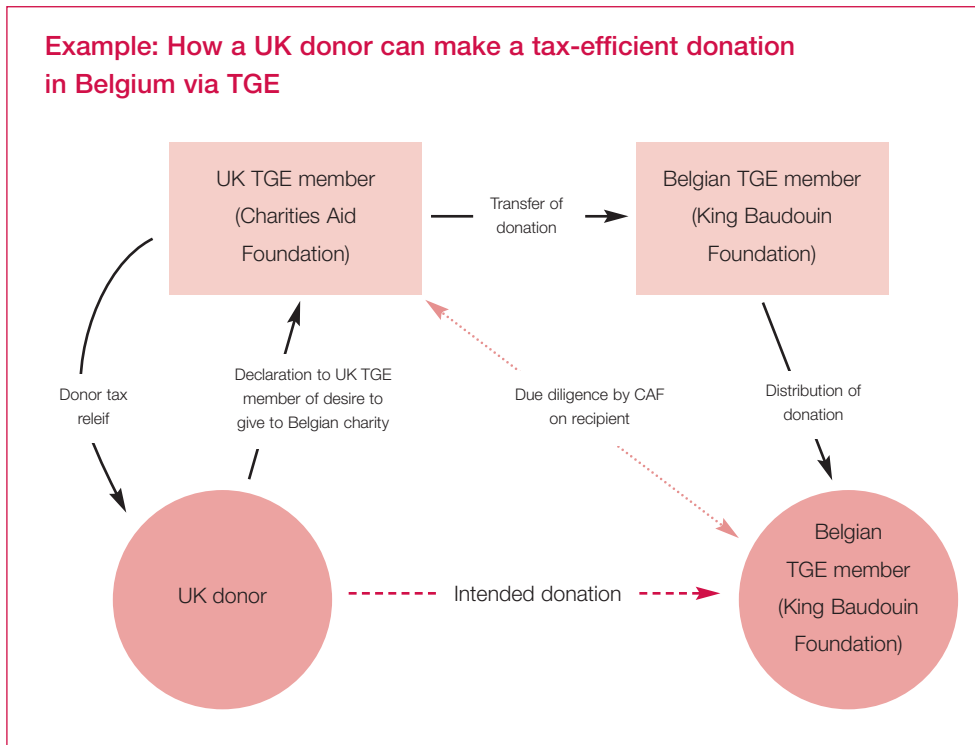 Example: How a UK donor can make a tax-efficient donation
in Belgium via TGE
UK TGE member
(Charities Aid
Foundation)
Transfer of
donation
Belgian TGE member
(King Baudouin
Foundation)
Donor tax
releif
Declaration to UK TGE
member of desire to
give to Belgian charity
Due diligence by CAF
on recipient
Distribution of
donation
UK donor
Intended donation
Belgian
TGE member
(King Baudouin
Foundation)